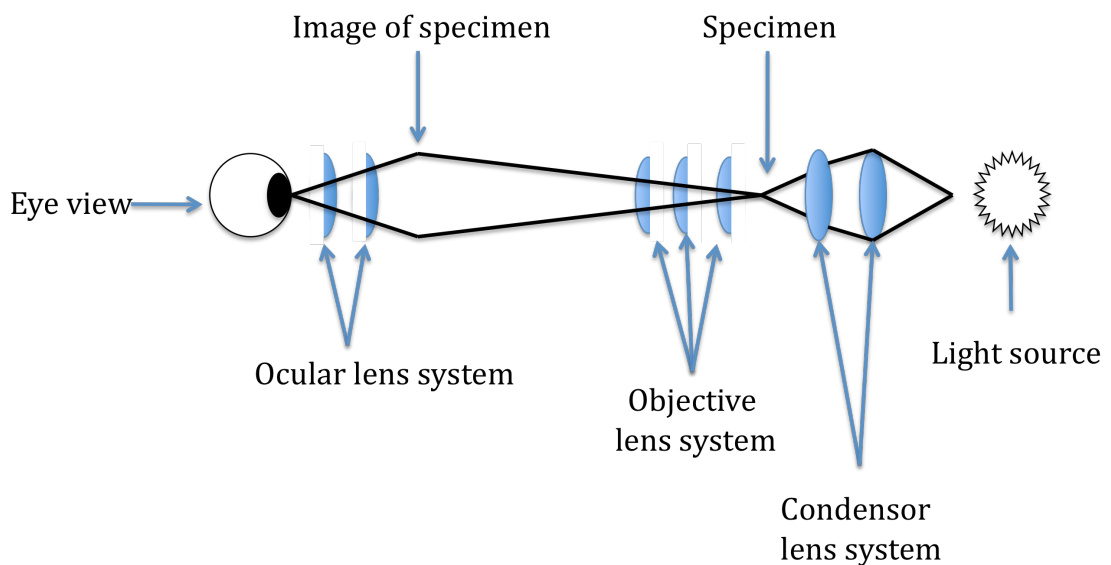 Image of specimen
Specimen
Eye view
Light source
Ocular lens system
Objective
lens system
Condensor
lens system